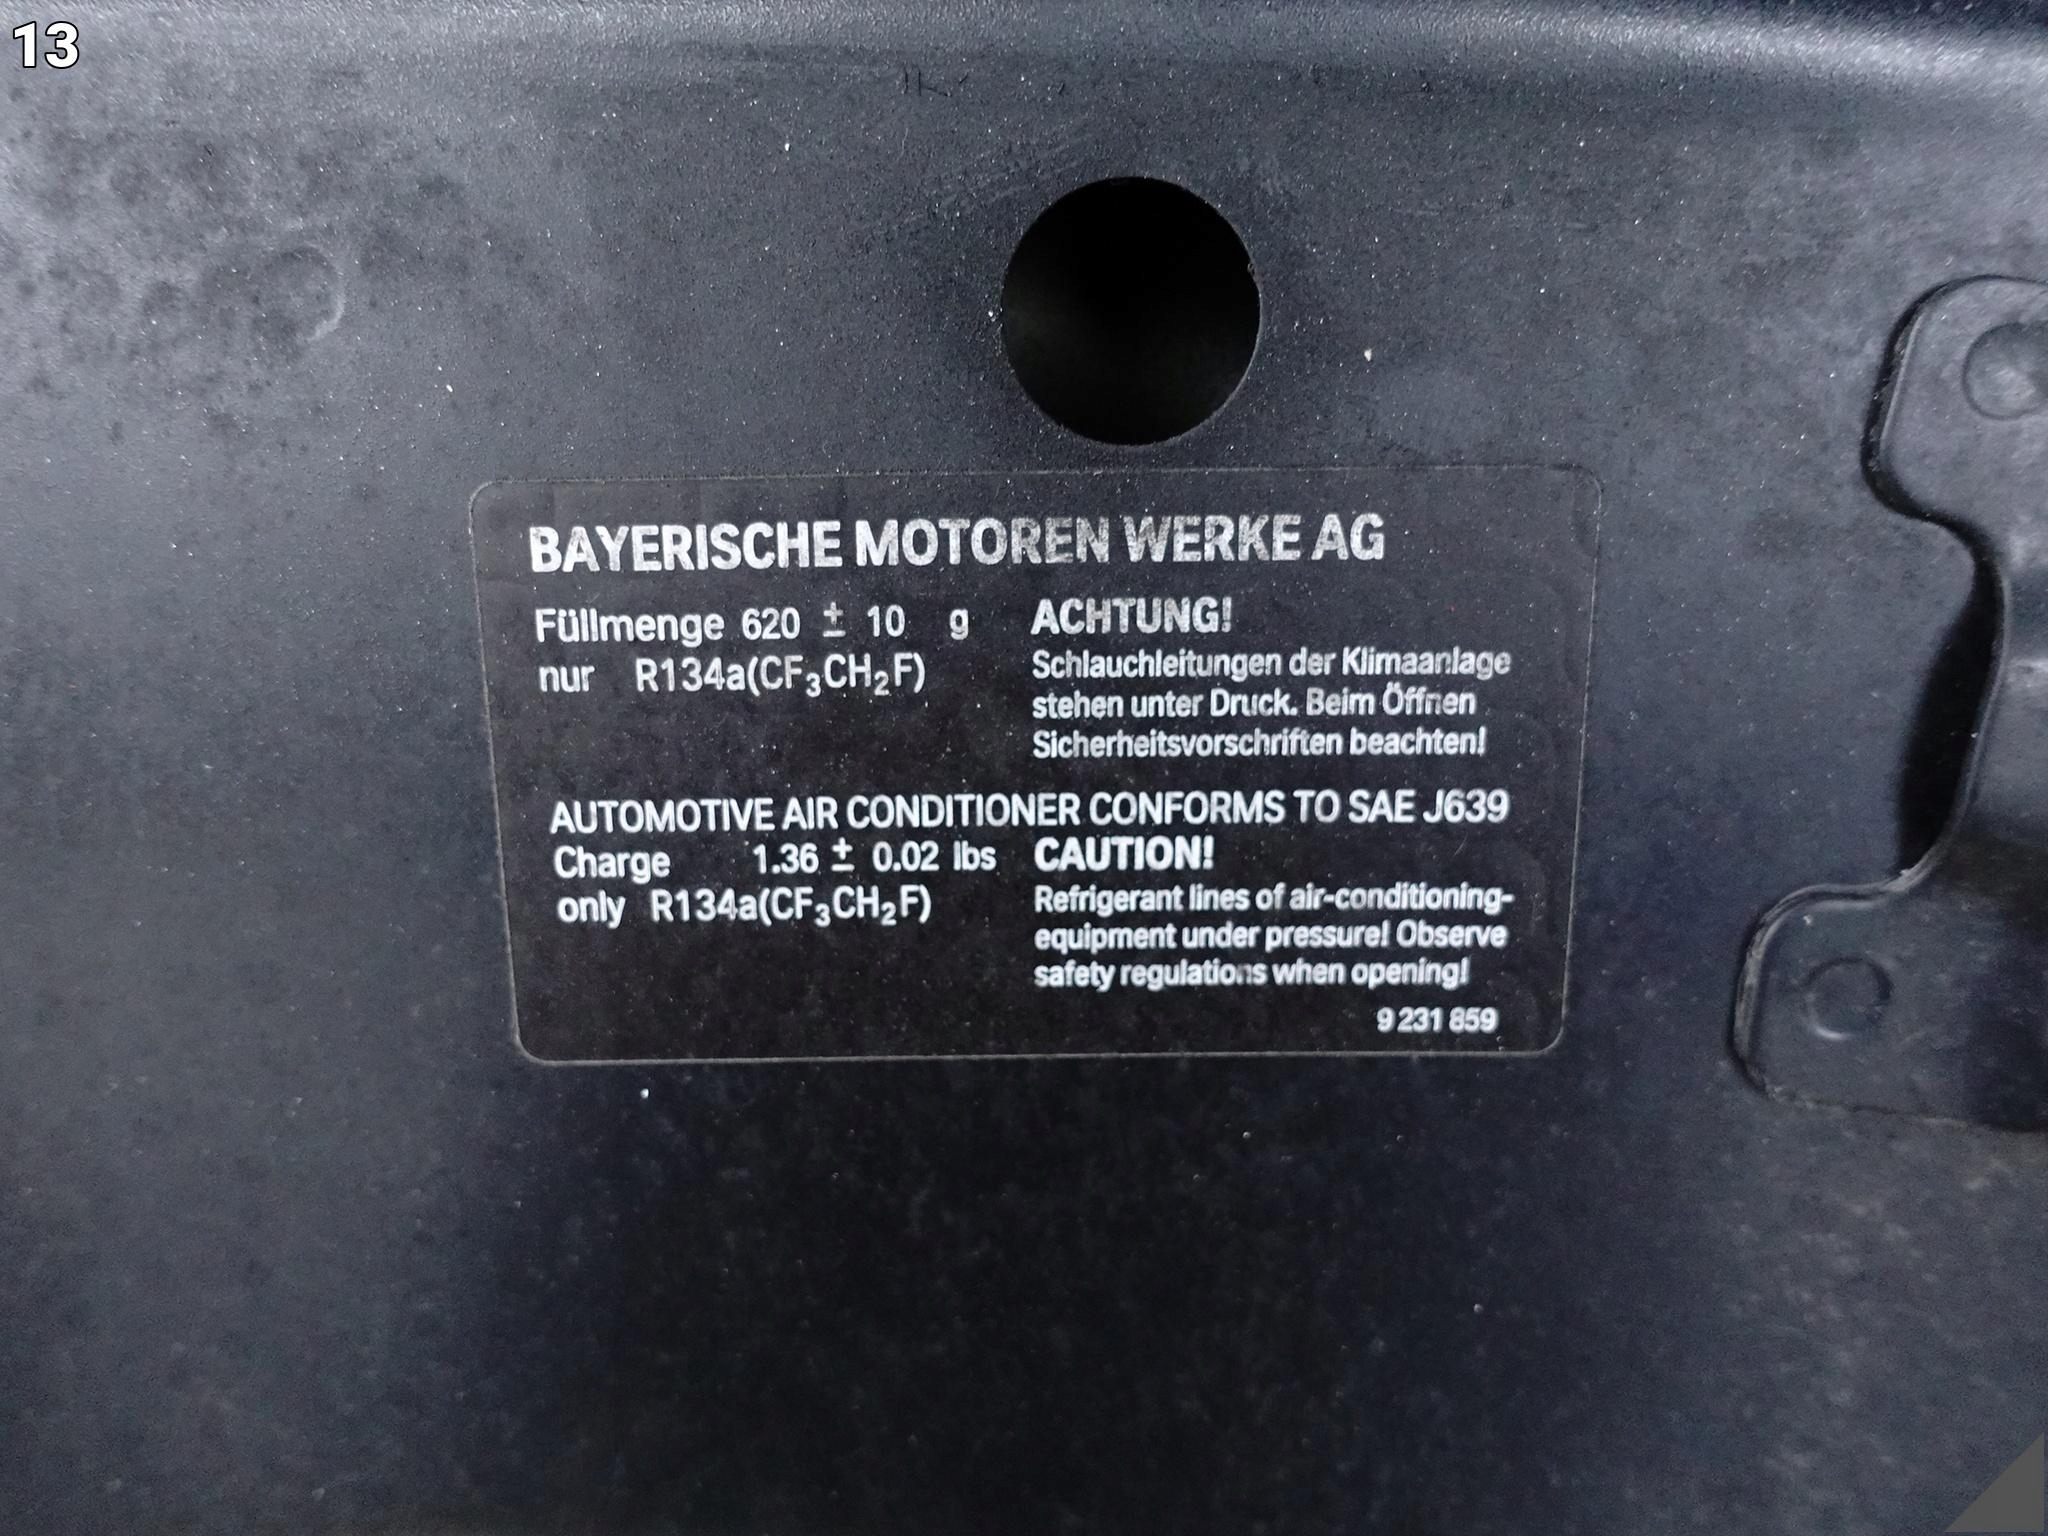 13
BAYERISCHE MOTOREN WERKE AG
Füllmenge 620 ± 10 g
nur R134a(CF₃CH₂F)
ACHTUNG!
Schlauchleitungen der Klimaanlage
stehen unter Druck. Beim Öffnen
Sicherheitsvorschriften beachten!
AUTOMOTIVE AIR CONDITIONER CONFORMS TO SAE J639
Charge 1.36 ± 0.02 lbs
only R134a(CF₃CH₂F)
CAUTION!
Refrigerant lines of air-conditioning-
equipment under pressure! Observe
safety regulations when opening!
9 231 859